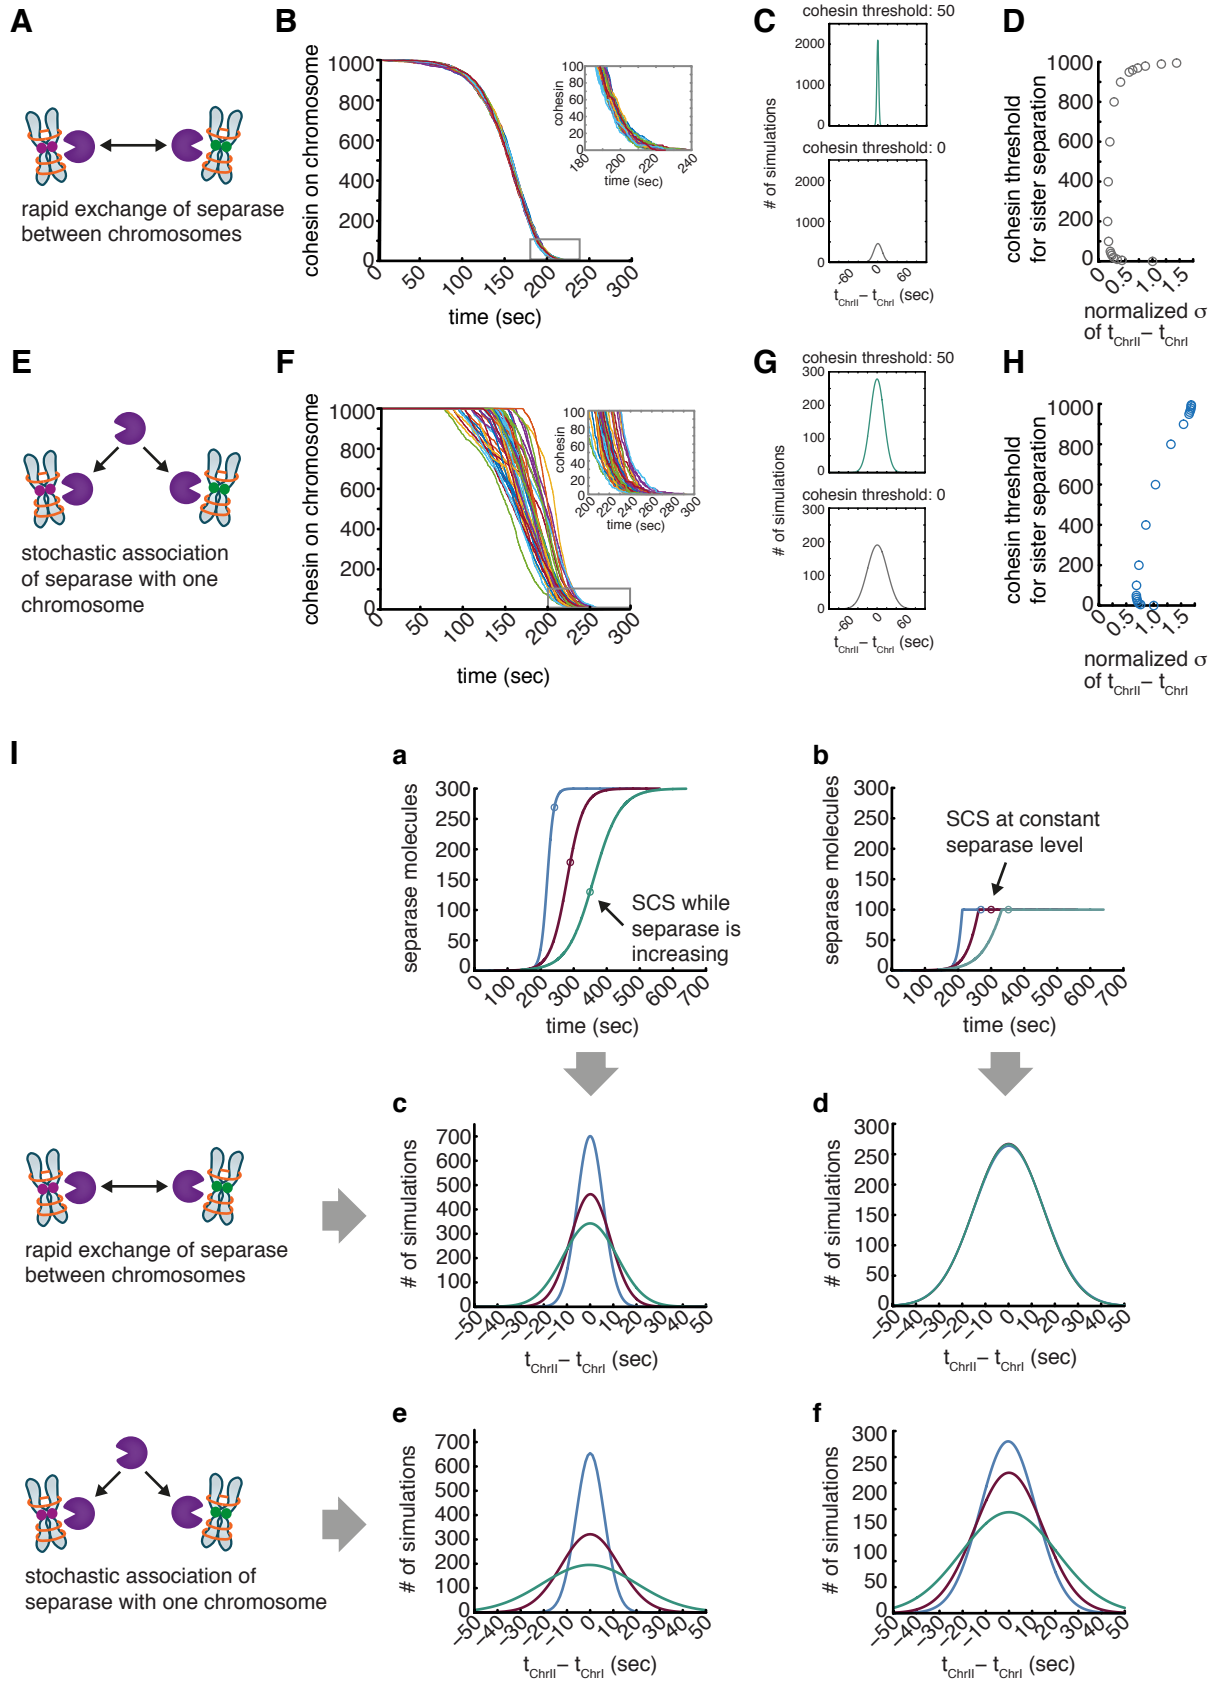 A
rapid exchange of separase
between chromosomes
B
cohesin on chromosome
1000
800
600
400
200
0
0
50
100
150
200
250
300
time (sec)
cohesin
100
80
60
40
20
0
180
200
220
240
time (sec)
C
cohesin threshold: 50
2000
1000
0
cohesin threshold: 0
2000
1000
0
# of simulations
-60
0
60
tChrII – tChrI (sec)
D
cohesin threshold
for sister separation
1000
800
600
400
200
0
0
0.5
1.0
1.5
normalized σ
of tChrII – tChrI
E
stochastic association
of separase with one
chromosome
F
cohesin on chromosome
1000
800
600
400
200
0
0
50
100
150
200
250
300
time (sec)
cohesin
100
80
60
40
20
0
200
220
240
260
280
300
time (sec)
G
cohesin threshold: 50
300
200
100
0
cohesin threshold: 0
300
200
100
0
# of simulations
-60
0
60
tChrII – tChrI (sec)
H
cohesin threshold
for sister separation
1000
800
600
400
200
0
0
0.5
1.0
1.5
normalized σ
of tChrII – tChrI
I
a
separase molecules
300
250
200
150
100
50
0
0
100
200
300
400
500
600
700
time (sec)
SCS while
separase is
increasing
b
separase molecules
300
250
200
150
100
50
0
0
100
200
300
400
500
600
700
time (sec)
SCS at constant
separase level
rapid exchange of separase
between chromosomes
c
# of simulations
700
600
500
400
300
200
100
0
–50
–40
–30
–20
–10
0
10
20
30
40
50
tChrII – tChrI (sec)
d
# of simulations
300
250
200
150
100
50
0
–50
–40
–30
–20
–10
0
10
20
30
40
50
tChrII – tChrI (sec)
stochastic association of
separase with one chromosome
e
# of simulations
700
600
500
400
300
200
100
0
–50
–40
–30
–20
–10
0
10
20
30
40
50
tChrII – tChrI (sec)
f
# of simulations
300
250
200
150
100
50
0
–50
–40
–30
–20
–10
0
10
20
30
40
50
tChrII – tChrI (sec)